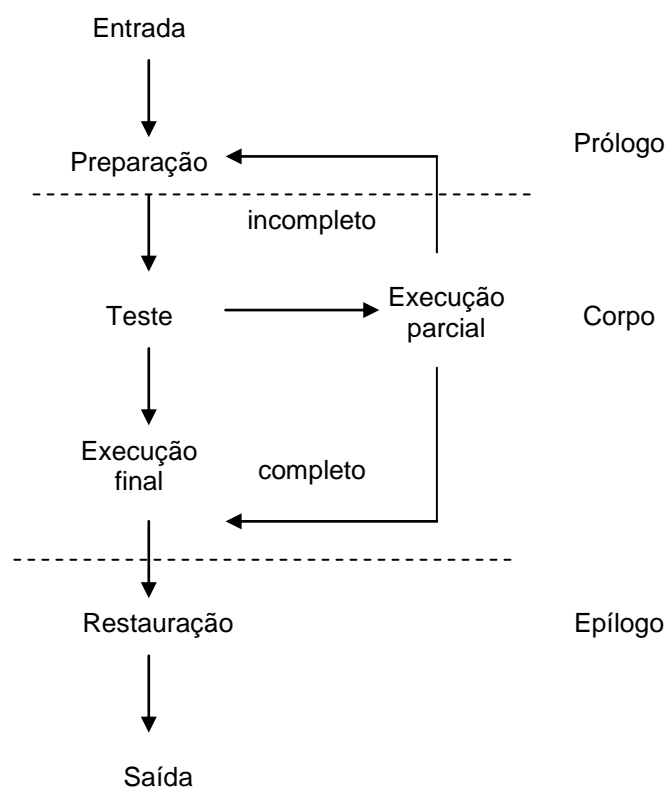 Entrada
Prólogo
Preparação
incompleto
Teste
Execução
parcial
Corpo
Execução
final
completo
Restauração
Epílogo
Saída